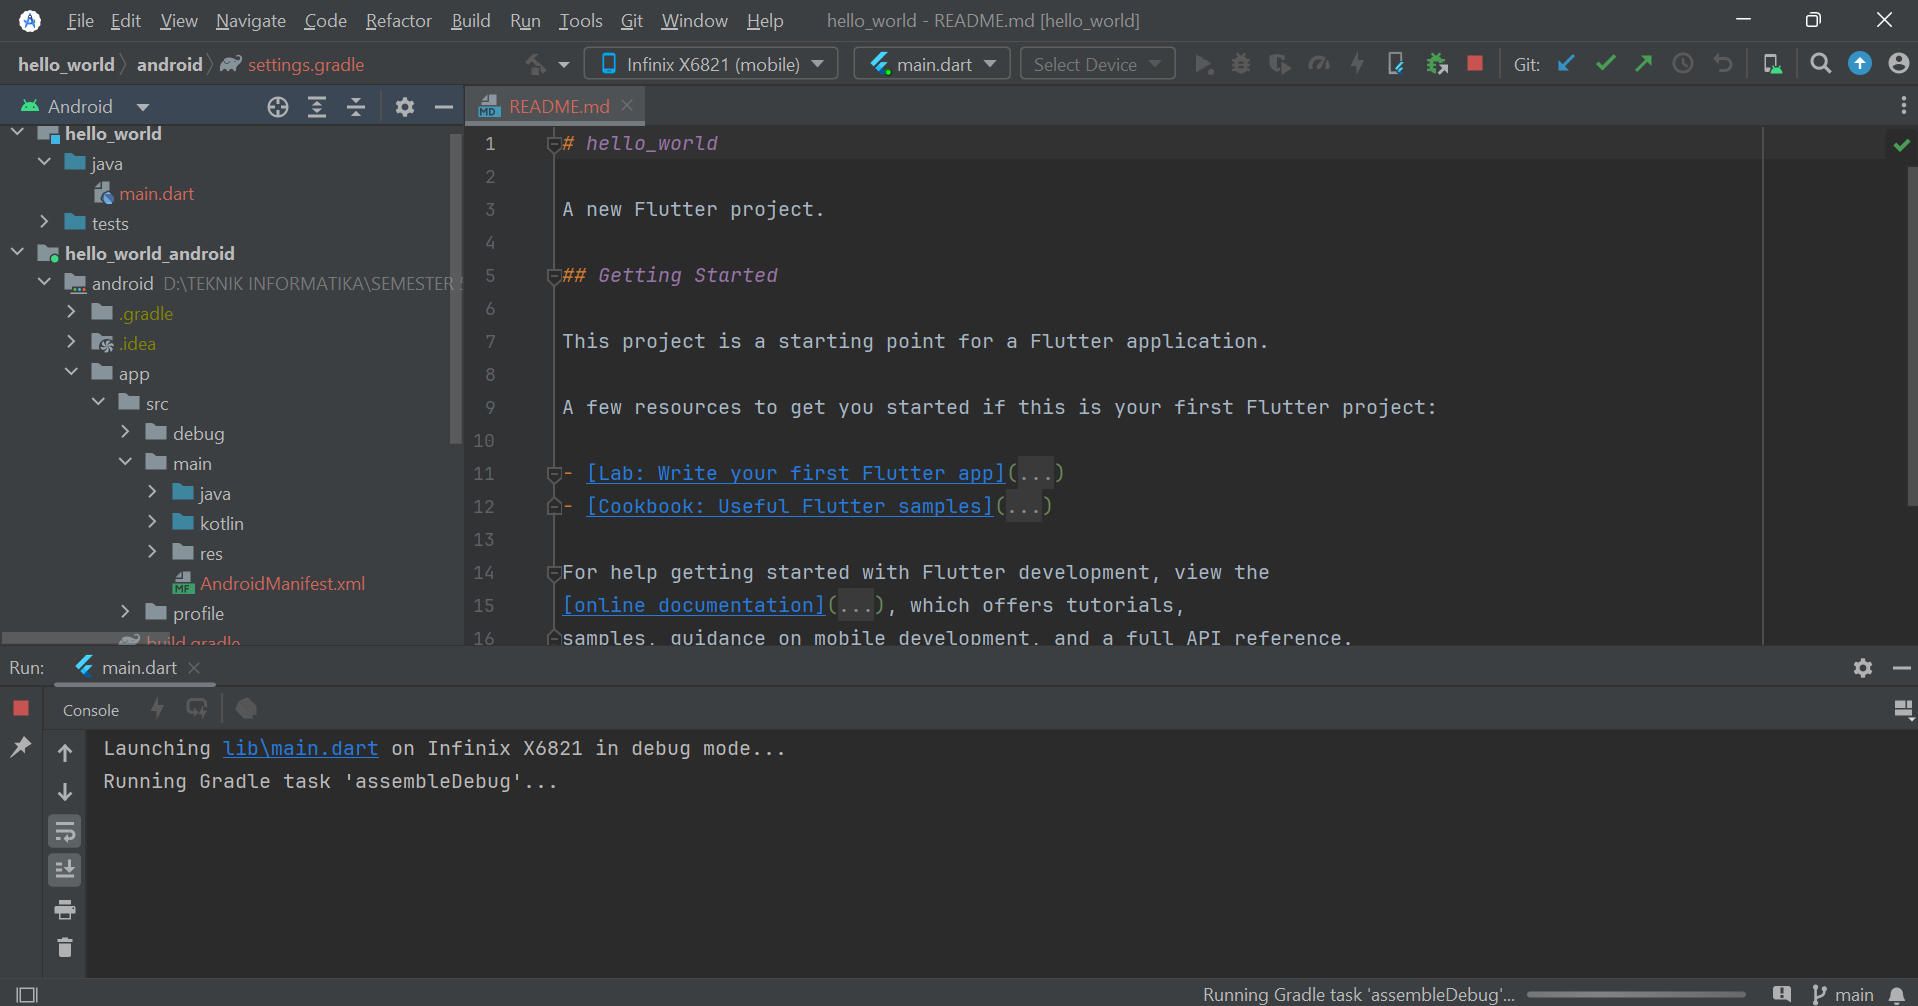 File Edit View Navigate Code Refactor Build Run Tools Git Window Help hello_world - README.md [hello_world]
hello_world android settings.gradle Infinix X6821 (mobile) main.dart Select Device Git:
Android
README.md
hello_world
java
main.dart
tests
hello_world_android
android D:\TEKNIK INFORMATIKA\SEMESTER 5
.gradle
.idea
app
src
debug
main
java
kotlin
res
AndroidManifest.xml
profile
build.gradle
1 # hello_world
2
3 A new Flutter project.
4
5 ## Getting Started
6
7 This project is a starting point for a Flutter application.
8
9 A few resources to get you started if this is your first Flutter project:
10
11 - [Lab: Write your first Flutter app](...)
12 - [Cookbook: Useful Flutter samples](...)
13
14 For help getting started with Flutter development, view the
15 [online documentation](...), which offers tutorials,
16 samples, guidance on mobile development, and a full API reference.
Run: main.dart
Console
Launching lib\main.dart on Infinix X6821 in debug mode...
Running Gradle task 'assembleDebug'...
Running Gradle task 'assembleDebug'... main